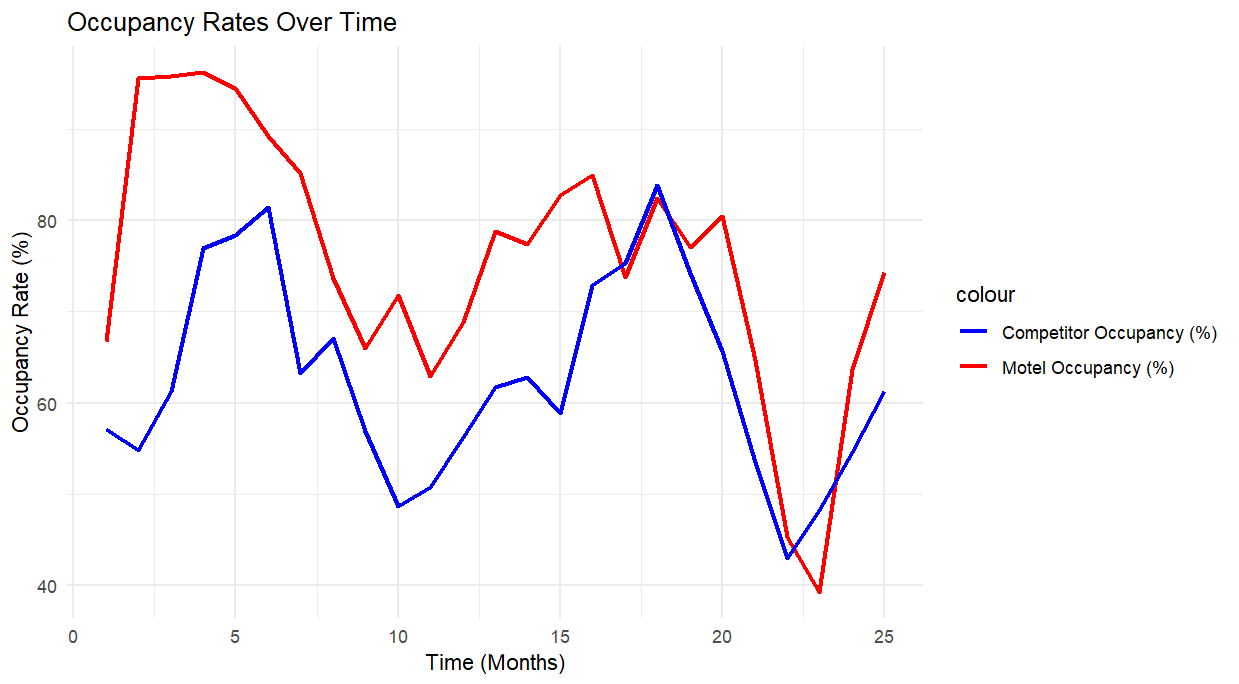 Occupancy Rates Over Time
Occupancy Rate (%)
80
60
40
0 5 10 15 20 25
Time (Months)
colour
Competitor Occupancy (%)
Motel Occupancy (%)